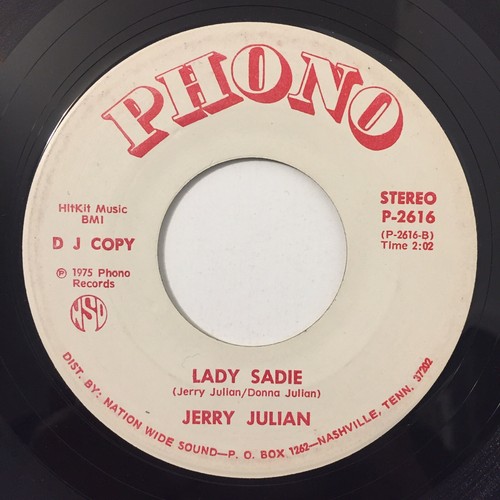 PHONO
HitKit Music
BMI
D J COPY
℗ 1975 Phono
Records
NSD
STEREO
P-2616
(P-2616-B)
Time 2:02
LADY SADIE
(Jerry Julian/Donna Julian)
JERRY JULIAN
DIST. BY: NATION WIDE SOUND—P. O. BOX 1262—NASHVILLE, TENN. 37202